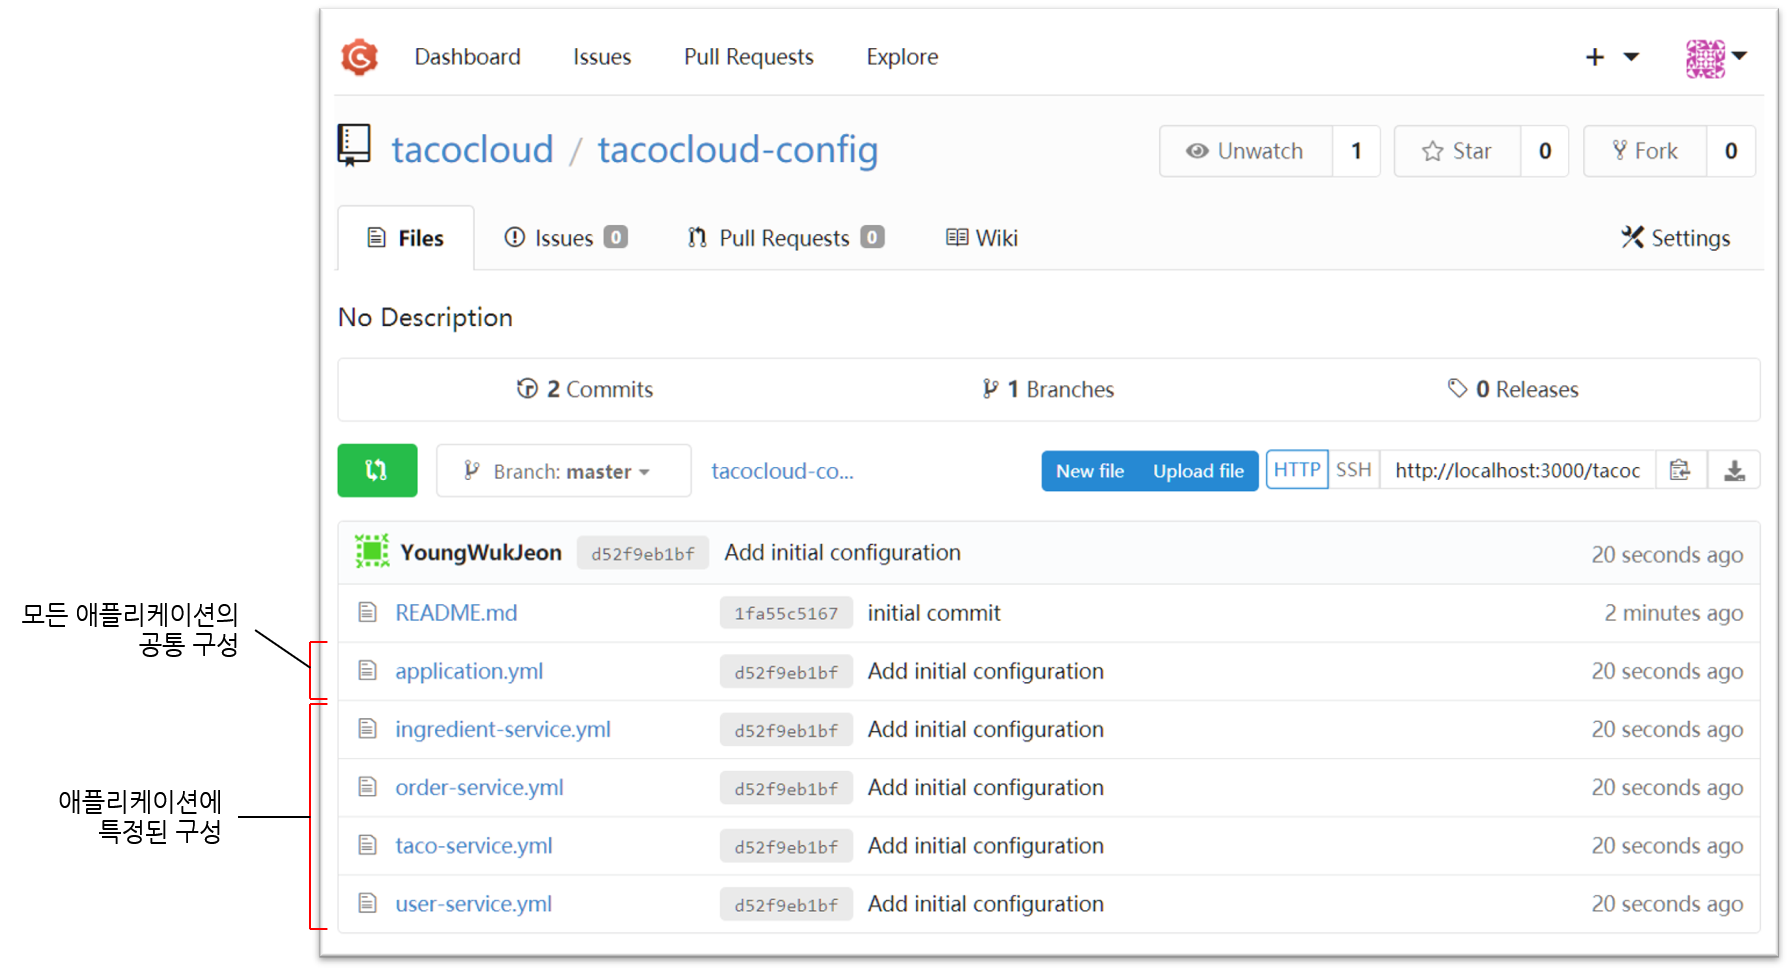 Dashboard Issues Pull Requests Explore
tacocloud / tacocloud-config Unwatch 1 Star 0 Fork 0
Files Issues 0 Pull Requests 0 Wiki Settings
No Description
2 Commits 1 Branches 0 Releases
Branch: master tacocloud-co... New file Upload file HTTP SSH http://localhost:3000/tacoc
YoungWukJeon d52f9eb1bf Add initial configuration 20 seconds ago
README.md 1fa55c5167 initial commit 2 minutes ago
모든 애플리케이션의
공통 구성
application.yml d52f9eb1bf Add initial configuration 20 seconds ago
ingredient-service.yml d52f9eb1bf Add initial configuration 20 seconds ago
order-service.yml d52f9eb1bf Add initial configuration 20 seconds ago
애플리케이션에
특정된 구성
taco-service.yml d52f9eb1bf Add initial configuration 20 seconds ago
user-service.yml d52f9eb1bf Add initial configuration 20 seconds ago